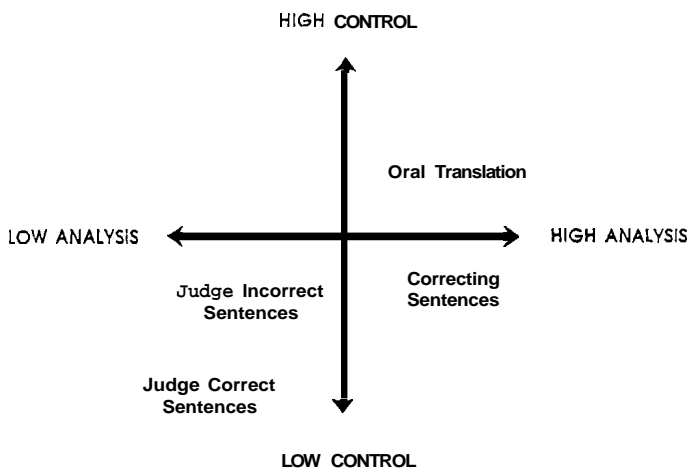 HIGH CONTROL
Oral Translation
LOW ANALYSIS
HIGH ANALYSIS
Judge Incorrect
Sentences
Correcting
Sentences
Judge Correct
Sentences
LOW CONTROL